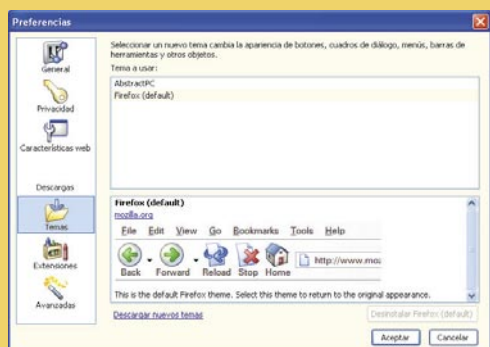 Preferencias
General
Privacidad
Características web
Descargas
Temas
Extensiones
Avanzadas
Seleccionar un nuevo tema cambia la apariencia de botones, cuadros de diálogo, menús, barras de
herramientas y otros objetos.
Tema a usar:
AbstractPC
Firefox (default)
Firefox (default)
mozilla.org
File Edit View Go Bookmarks Tools Help
Back Forward Reload Stop Home http://www.moz
This is the default Firefox theme. Select this theme to return to the original appearance.
Descargar nuevos temas
Desinstalar Firefox (default)
Aceptar Cancelar